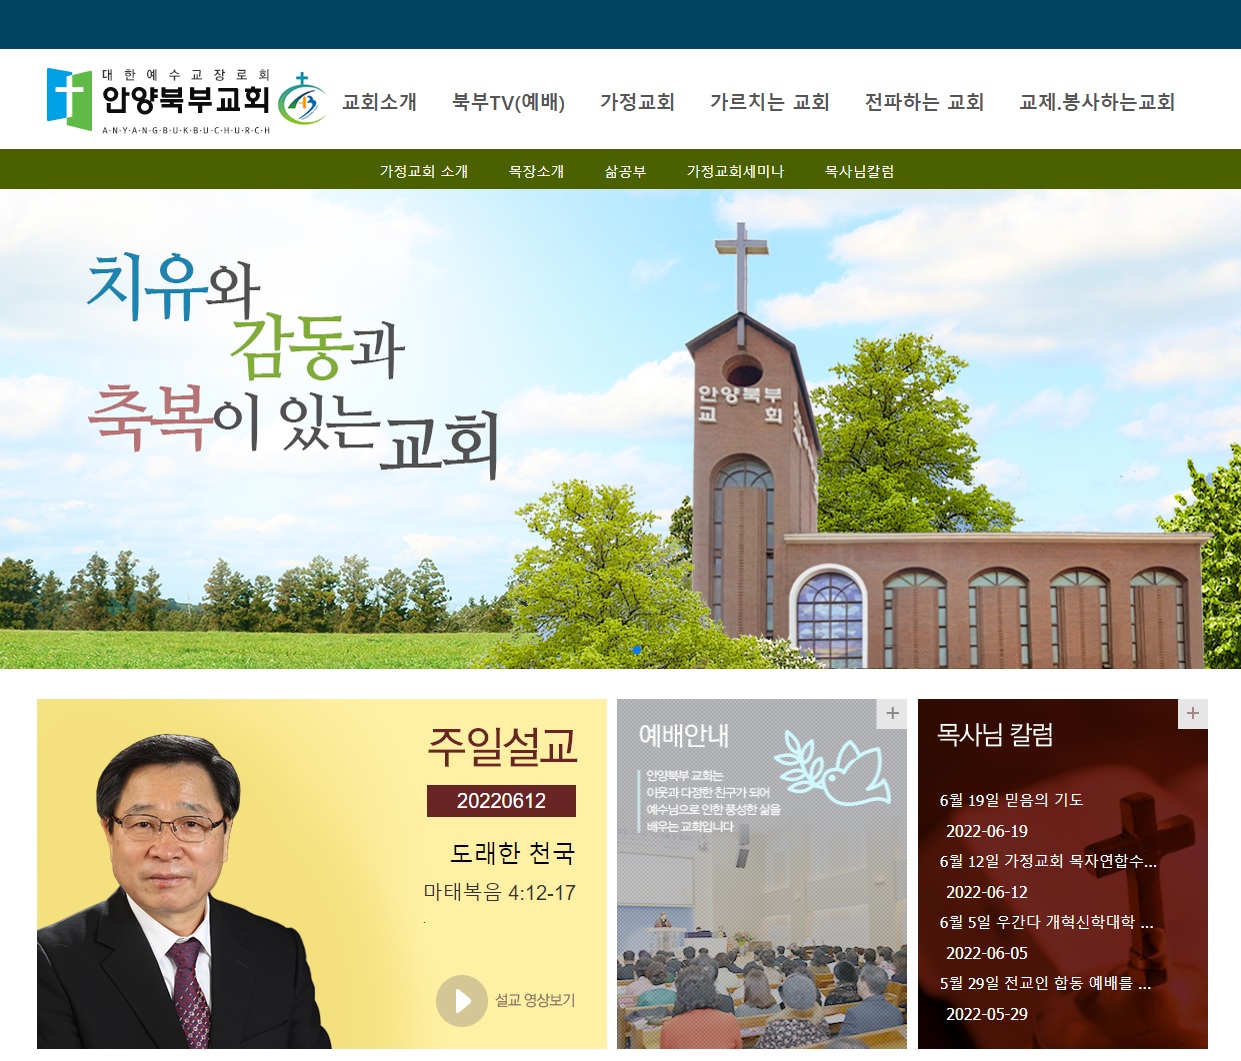 대한예수교장로회
안양북부교회
A·N·Y·A·N·G·B·U·K·B·U·C·H·U·R·C·H
AB
교회소개 북부TV(예배) 가정교회 가르치는 교회 전파하는 교회 교제.봉사하는교회
가정교회 소개 목장소개 삶공부 가정교회세미나 목사님칼럼
치유와
감동과
축복이 있는 교회
안양북부
교 회
주일설교
20220612
도래한 천국
마태복음 4:12-17
.
설교 영상보기
예배안내
안양북부 교회는
이웃과 다정한 친구가 되어
예수님으로 인한 풍성한 삶을
배우는 교회입니다
목사님 칼럼
6월 19일 믿음의 기도
2022-06-19
6월 12일 가정교회 목자연합수...
2022-06-12
6월 5일 우간다 개혁신학대학 ...
2022-06-05
5월 29일 전교인 합동 예배를 ...
2022-05-29